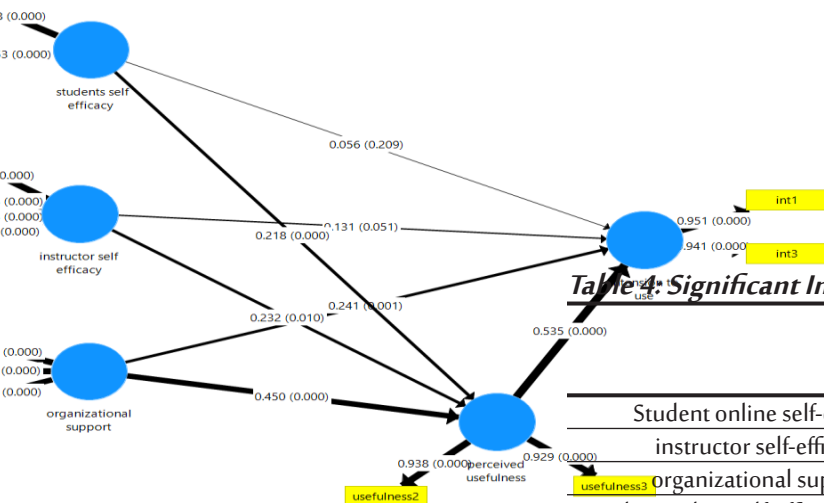 (0.000)
(0.000)
students self
efficacy
0.056 (0.209)
0.000)
(0.000)
(0.000)
(0.000)
int1
0.951 (0.000)
0.131 (0.051)
0.218 (0.000)
.941 (0.000)
int3
instructor self
efficacy
Table 4: Significant In
use
0.241 (0.001)
0.232 (0.010)
0.535 (0.000)
(0.000)
(0.000)
(0.000)
0.450 (0.000)
organizational
support
Student online self-
instructor self-effi
0.938 (0.000)
perceived
usefulness
0.929 (0.000)
organizational sup
usefulness2
usefulness3